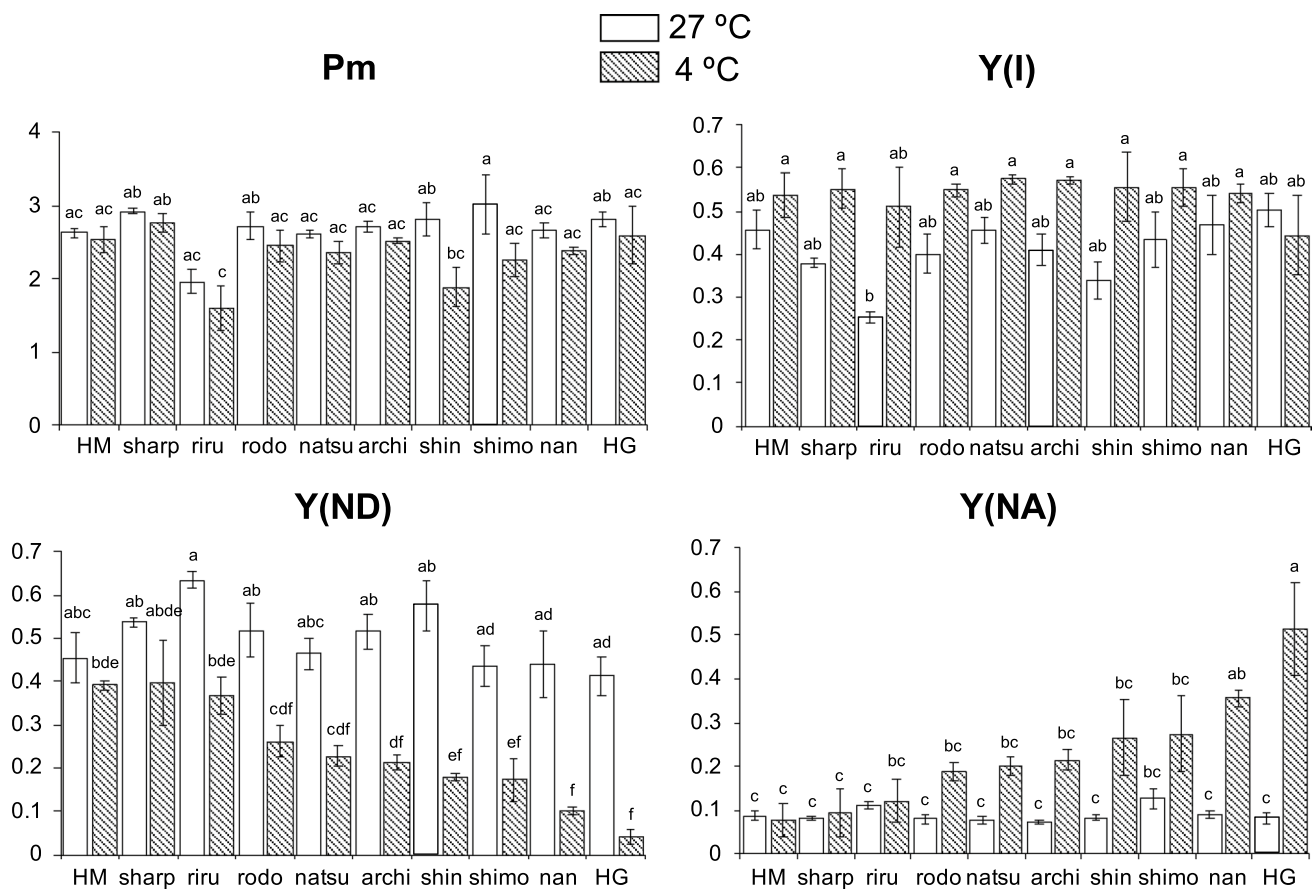 27 ºC
4 ºC
Pm
4
3
2
1
0
ac ac ab ab ac c ab ac ac ac ac ac ab bc a ac ac ac ab ac
HM sharp riru rodo natsu archi shin shimo nan HG
Y(I)
0.7
0.6
0.5
0.4
0.3
0.2
0.1
0
ab a ab a b ab ab a ab a ab a ab a ab a ab a ab ab
HM sharp riru rodo natsu archi shin shimo nan HG
Y(ND)
0.7
0.6
0.5
0.4
0.3
0.2
0.1
0
abc bde ab abde a bde ab cdf abc cdf ab df ab ef ad ef ad f ad f
HM sharp riru rodo natsu archi shin shimo nan HG
Y(NA)
0.7
0.6
0.5
0.4
0.3
0.2
0.1
0
c c c c c bc c bc c bc c bc c bc bc bc c ab c a
HM sharp riru rodo natsu archi shin shimo nan HG